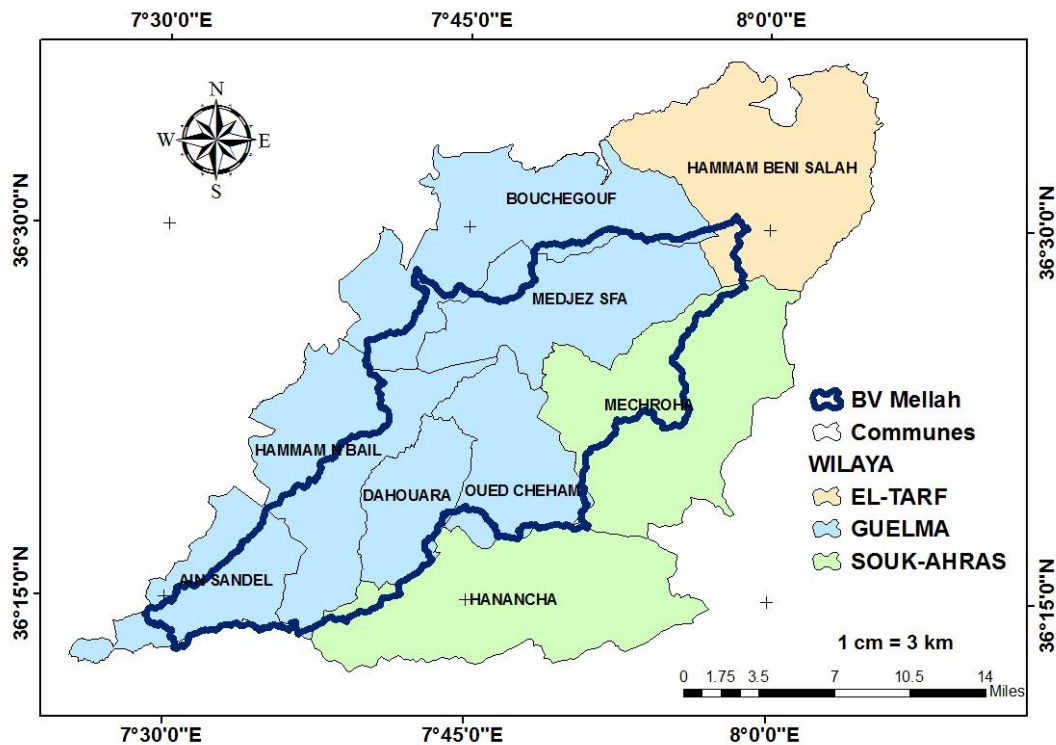 7°30'0"E
7°45'0"E
8°0'0"E
N
W
E
S
HAMMAM BENI SALAH
BOUCHEGOUF
36°30'0"N
36°30'0"N
MEDJEZ SFA
MECHROHA
HAMMAM N'BAIL
DAHOUARA
OUED CHEHAM
AIN SANDEL
HANANCHA
BV Mellah
Communes
WILAYA
EL-TARF
GUELMA
SOUK-AHRAS
36°15'0"N
36°15'0"N
1 cm = 3 km
0 1.75 3.5 7 10.5 14
Miles
7°30'0"E
7°45'0"E
8°0'0"E